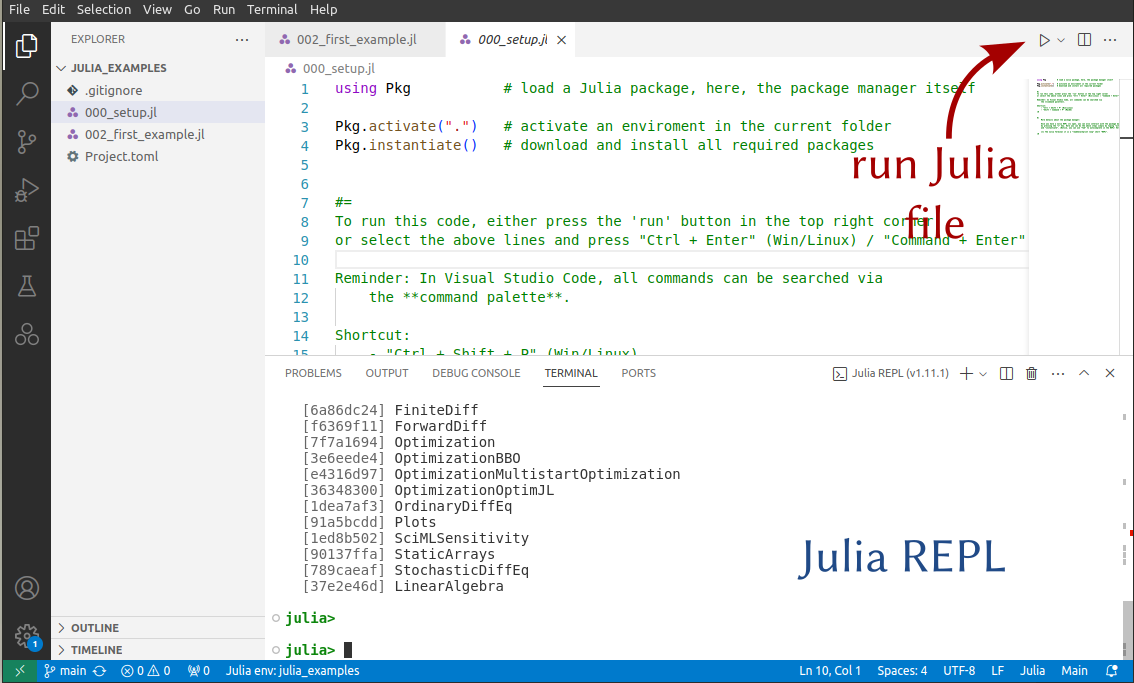 File Edit Selection View Go Run Terminal Help
EXPLORER
JULIA_EXAMPLES
.gitignore
000_setup.jl
002_first_example.jl
Project.toml
OUTLINE
TIMELINE
002_first_example.jl
000_setup.jl
000_setup.jl
1 using Pkg # load a Julia package, here, the package manager itself
2
3 Pkg.activate(".") # activate an enviroment in the current folder
4 Pkg.instantiate() # download and install all required packages
5
6
7 #=
8 To run this code, either press the 'run' button in the top right corner
9 or select the above lines and press "Ctrl + Enter" (Win/Linux) / "Command + Enter"
10
11 Reminder: In Visual Studio Code, all commands can be searched via
12 the **command palette**.
13
14 Shortcut:
15 - "Ctrl + Shift + P" (Win/Linux)
run Julia
file
PROBLEMS OUTPUT DEBUG CONSOLE TERMINAL PORTS
Julia REPL (v1.11.1)
[6a86dc24] FiniteDiff
[f6369f11] ForwardDiff
[7f7a1694] Optimization
[3e6eede4] OptimizationBBO
[e4316d97] OptimizationMultistartOptimization
[36348300] OptimizationOptimJL
[1dea7af3] OrdinaryDiffEq
[91a5bcdd] Plots
[1ed8b502] SciMLSensitivity
[90137ffa] StaticArrays
[789caeaf] StochasticDiffEq
[37e2e46d] LinearAlgebra
julia>
julia>
Julia REPL
1
main 0 0 0 Julia env: julia_examples
Ln 10, Col 1 Spaces: 4 UTF-8 LF Julia Main